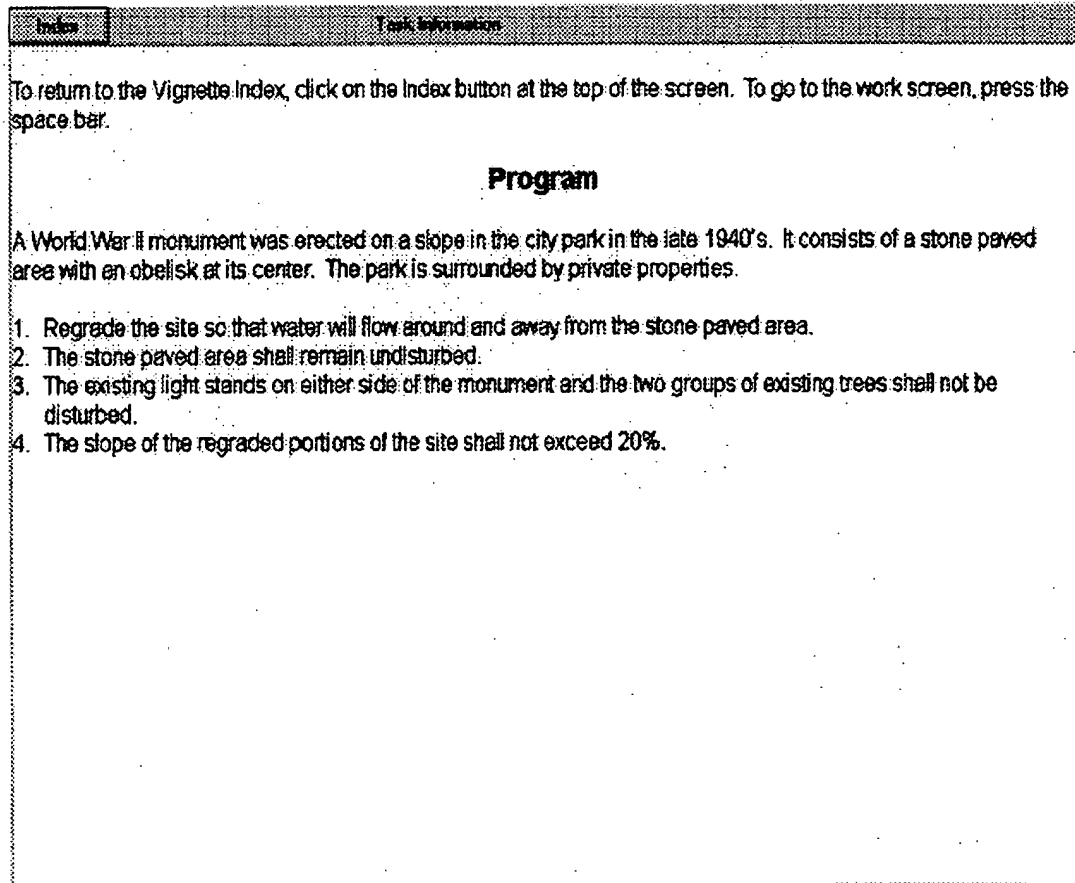 Index
Task Information
To return to the Vignette Index, click on the Index button at the top of the screen. To go to the work screen, press the
space bar.
Program
A World War II monument was erected on a slope in the city park in the late 1940's. It consists of a stone paved
area with an obelisk at its center. The park is surrounded by private properties.
1. Regrade the site so that water will flow around and away from the stone paved area.
2. The stone paved area shall remain undisturbed.
3. The existing light stands on either side of the monument and the two groups of existing trees shall not be
disturbed.
4. The slope of the regraded portions of the site shall not exceed 20%.